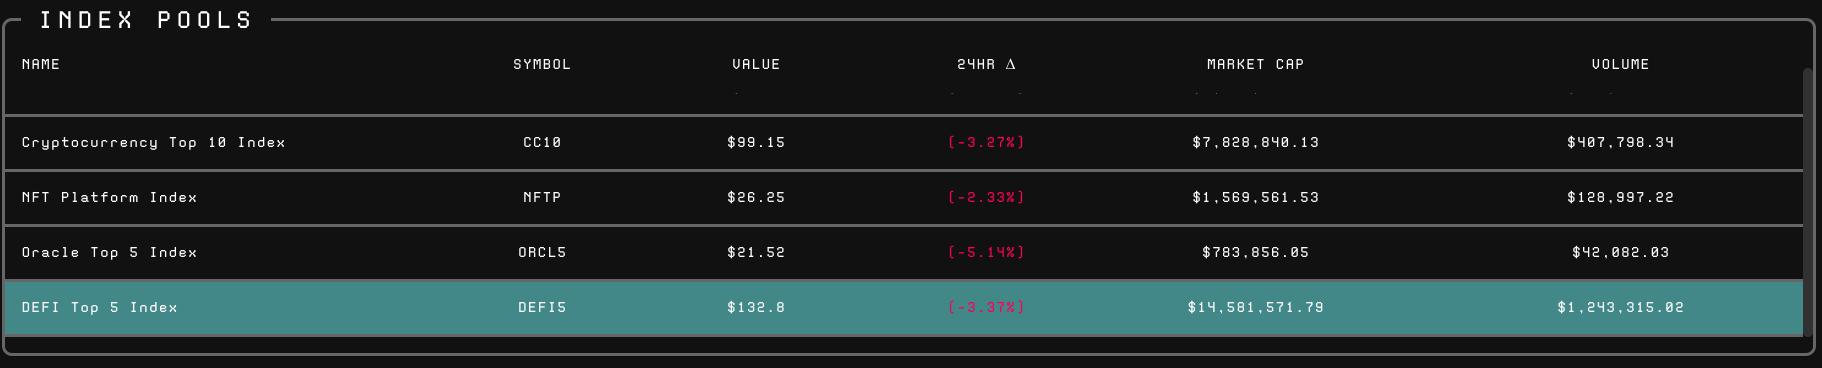 INDEX POOLS
NAME SYMBOL VALUE 24HR Δ MARKET CAP VOLUME
Cryptocurrency Top 10 Index CC10 $99.15 (-3.27%) $7,828,840.13 $407,798.34
NFT Platform Index NFTP $26.25 (-2.33%) $1,569,561.53 $128,997.22
Oracle Top 5 Index ORCL5 $21.52 (-5.14%) $783,856.05 $42,082.03
DEFI Top 5 Index DEFI5 $132.8 (-3.37%) $14,581,571.79 $1,243,315.02